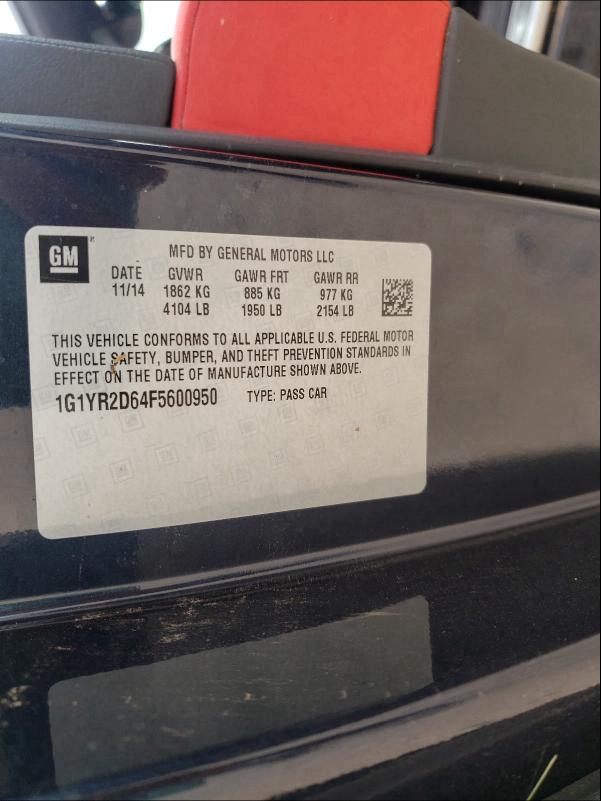 GM
MFD BY GENERAL MOTORS LLC
DATE GVWR GAWR FRT GAWR RR
11/14 1862 KG 885 KG 977 KG
4104 LB 1950 LB 2154 LB
THIS VEHICLE CONFORMS TO ALL APPLICABLE U.S. FEDERAL MOTOR
VEHICLE SAFETY, BUMPER, AND THEFT PREVENTION STANDARDS IN
EFFECT ON THE DATE OF MANUFACTURE SHOWN ABOVE.
1G1YR2D64F5600950 TYPE: PASS CAR